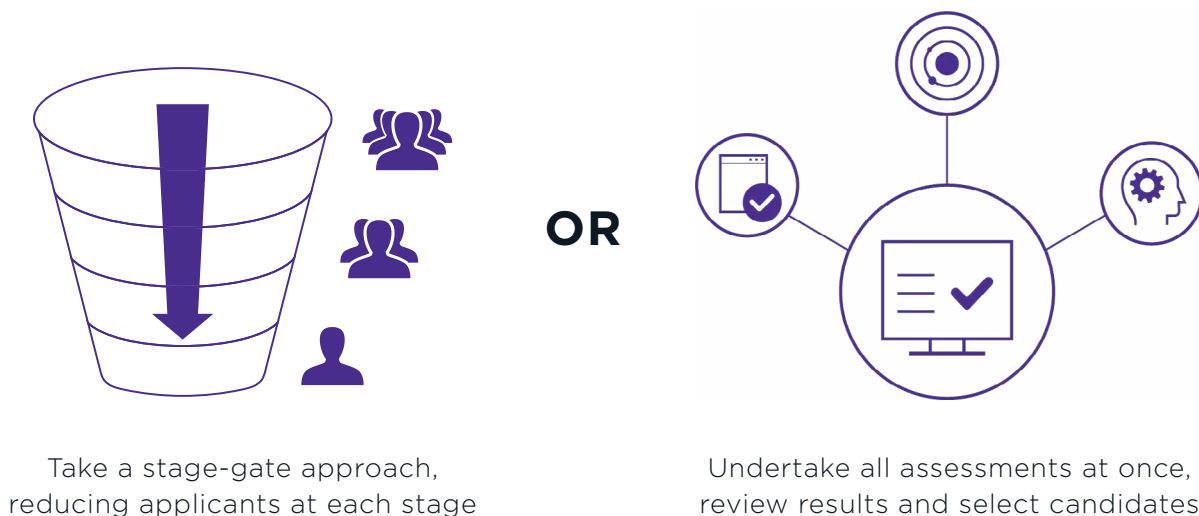 OR
Take a stage-gate approach,
reducing applicants at each stage
Undertake all assessments at once,
review results and select candidates